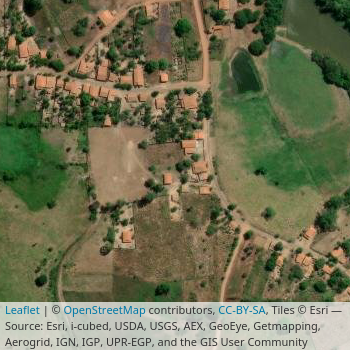 Leaflet | © OpenStreetMap contributors, CC-BY-SA, Tiles © Esri —
Source: Esri, i-cubed, USDA, USGS, AEX, GeoEye, Getmapping,
Aerogrid, IGN, IGP, UPR-EGP, and the GIS User Community